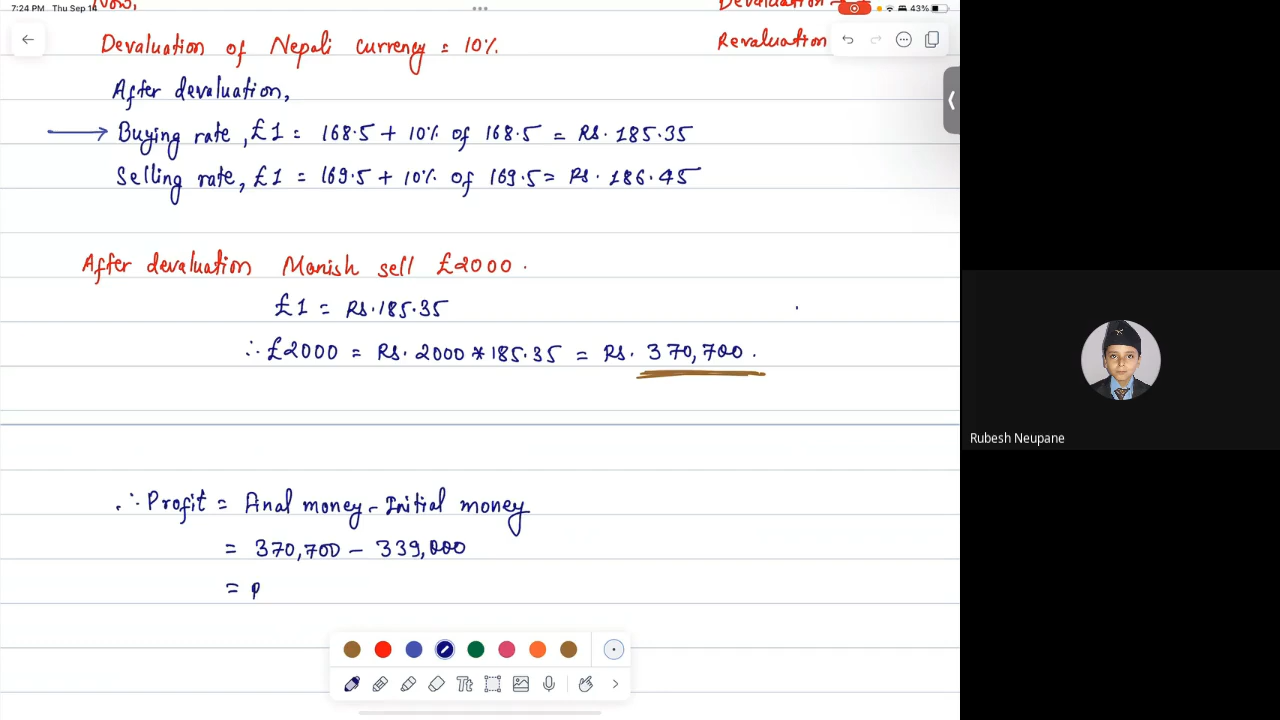 7:24 PM Thu Sep 14
43%
Now,
Devaluation
Devaluation of Nepali currency = 10%
Revaluation
After devaluation,
Buying rate, £1 = 168.5 + 10% of 168.5 = Rs. 185.35
Selling rate, £1 = 169.5 + 10% of 169.5 = Rs. 186.45
After devaluation Manish sell £2000.
£1 = Rs. 185.35
∴ £2000 = Rs. 2000 * 185.35 = Rs. 370,700.
∴ Profit = Final money - Initial money
= 370,700 - 339,000
=
Tt
Rubesh Neupane